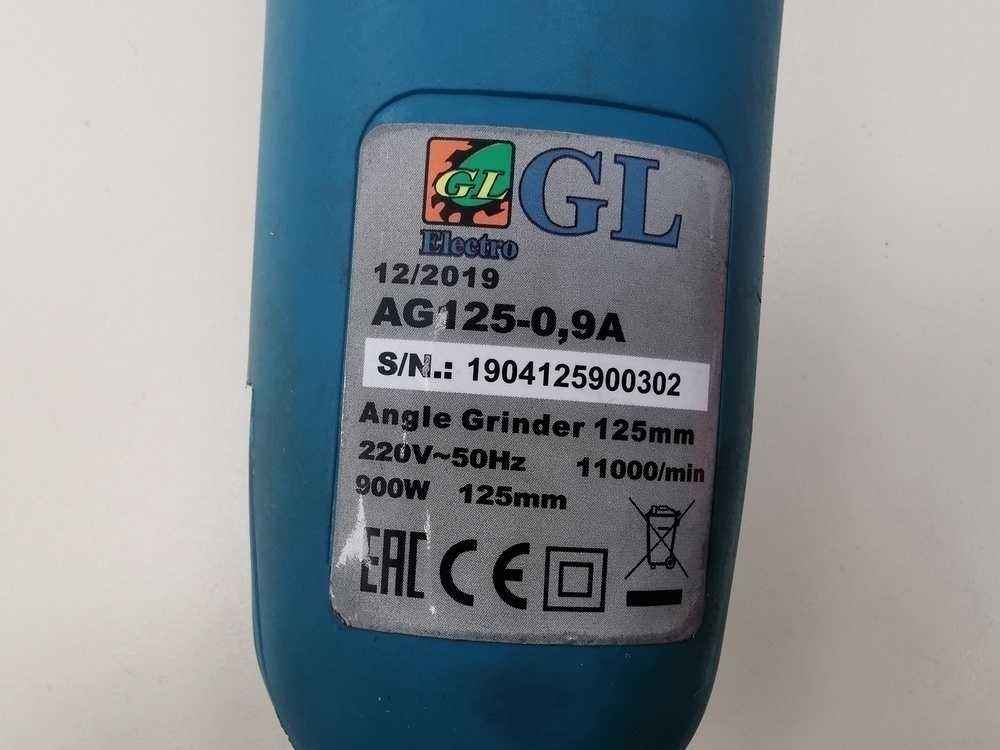 GL GL
Electro
12/2019
AG125-0,9A
S/N.: 1904125900302
Angle Grinder 125mm
220V~50Hz 11000/min
900W 125mm
EAC CE